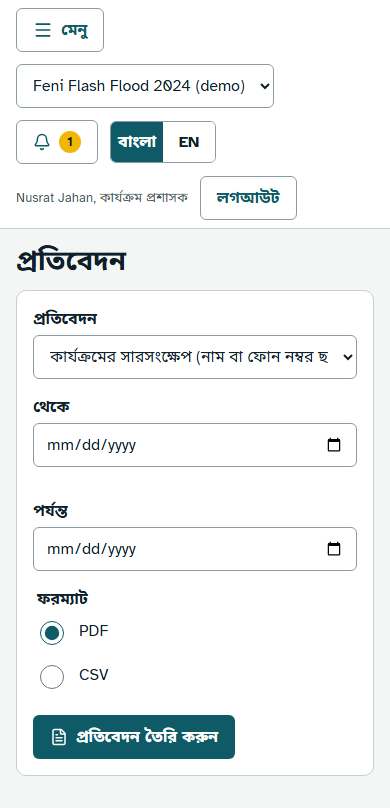 মেনু
Feni Flash Flood 2024 (demo)
1
বাংলা EN
Nusrat Jahan, কার্যক্রম প্রশাসক লগআউট
প্রতিবেদন
প্রতিবেদন
কার্যক্রমের সারসংক্ষেপ (নাম বা ফোন নম্বর ছ
থেকে
mm/dd/yyyy
পর্যন্ত
mm/dd/yyyy
ফরম্যাট
PDF
CSV
প্রতিবেদন তৈরি করুন